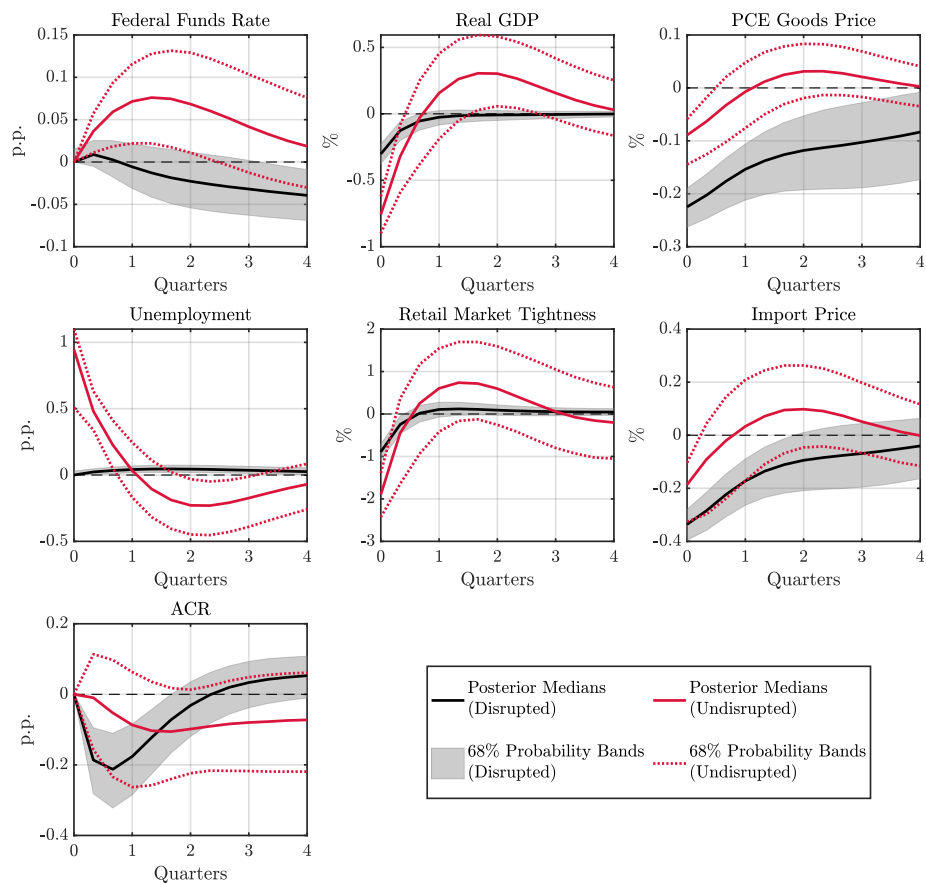 Federal Funds Rate
0.15
0.1
0.05
0
-0.05
-0.1
p.p.
0 1 2 3 4
Quarters
Real GDP
0.5
0
-0.5
-1
%
0 1 2 3 4
Quarters
PCE Goods Price
0.1
0
-0.1
-0.2
-0.3
%
0 1 2 3 4
Quarters
Unemployment
1
0.5
0
-0.5
p.p.
0 1 2 3 4
Quarters
Retail Market Tightness
2
1
0
-1
-2
-3
%
0 1 2 3 4
Quarters
Import Price
0.4
0.2
0
-0.2
-0.4
%
0 1 2 3 4
Quarters
ACR
0.2
0
-0.2
-0.4
p.p.
0 1 2 3 4
Quarters
Posterior Medians
(Disrupted)
Posterior Medians
(Undisrupted)
68% Probability Bands
(Disrupted)
68% Probability Bands
(Undisrupted)